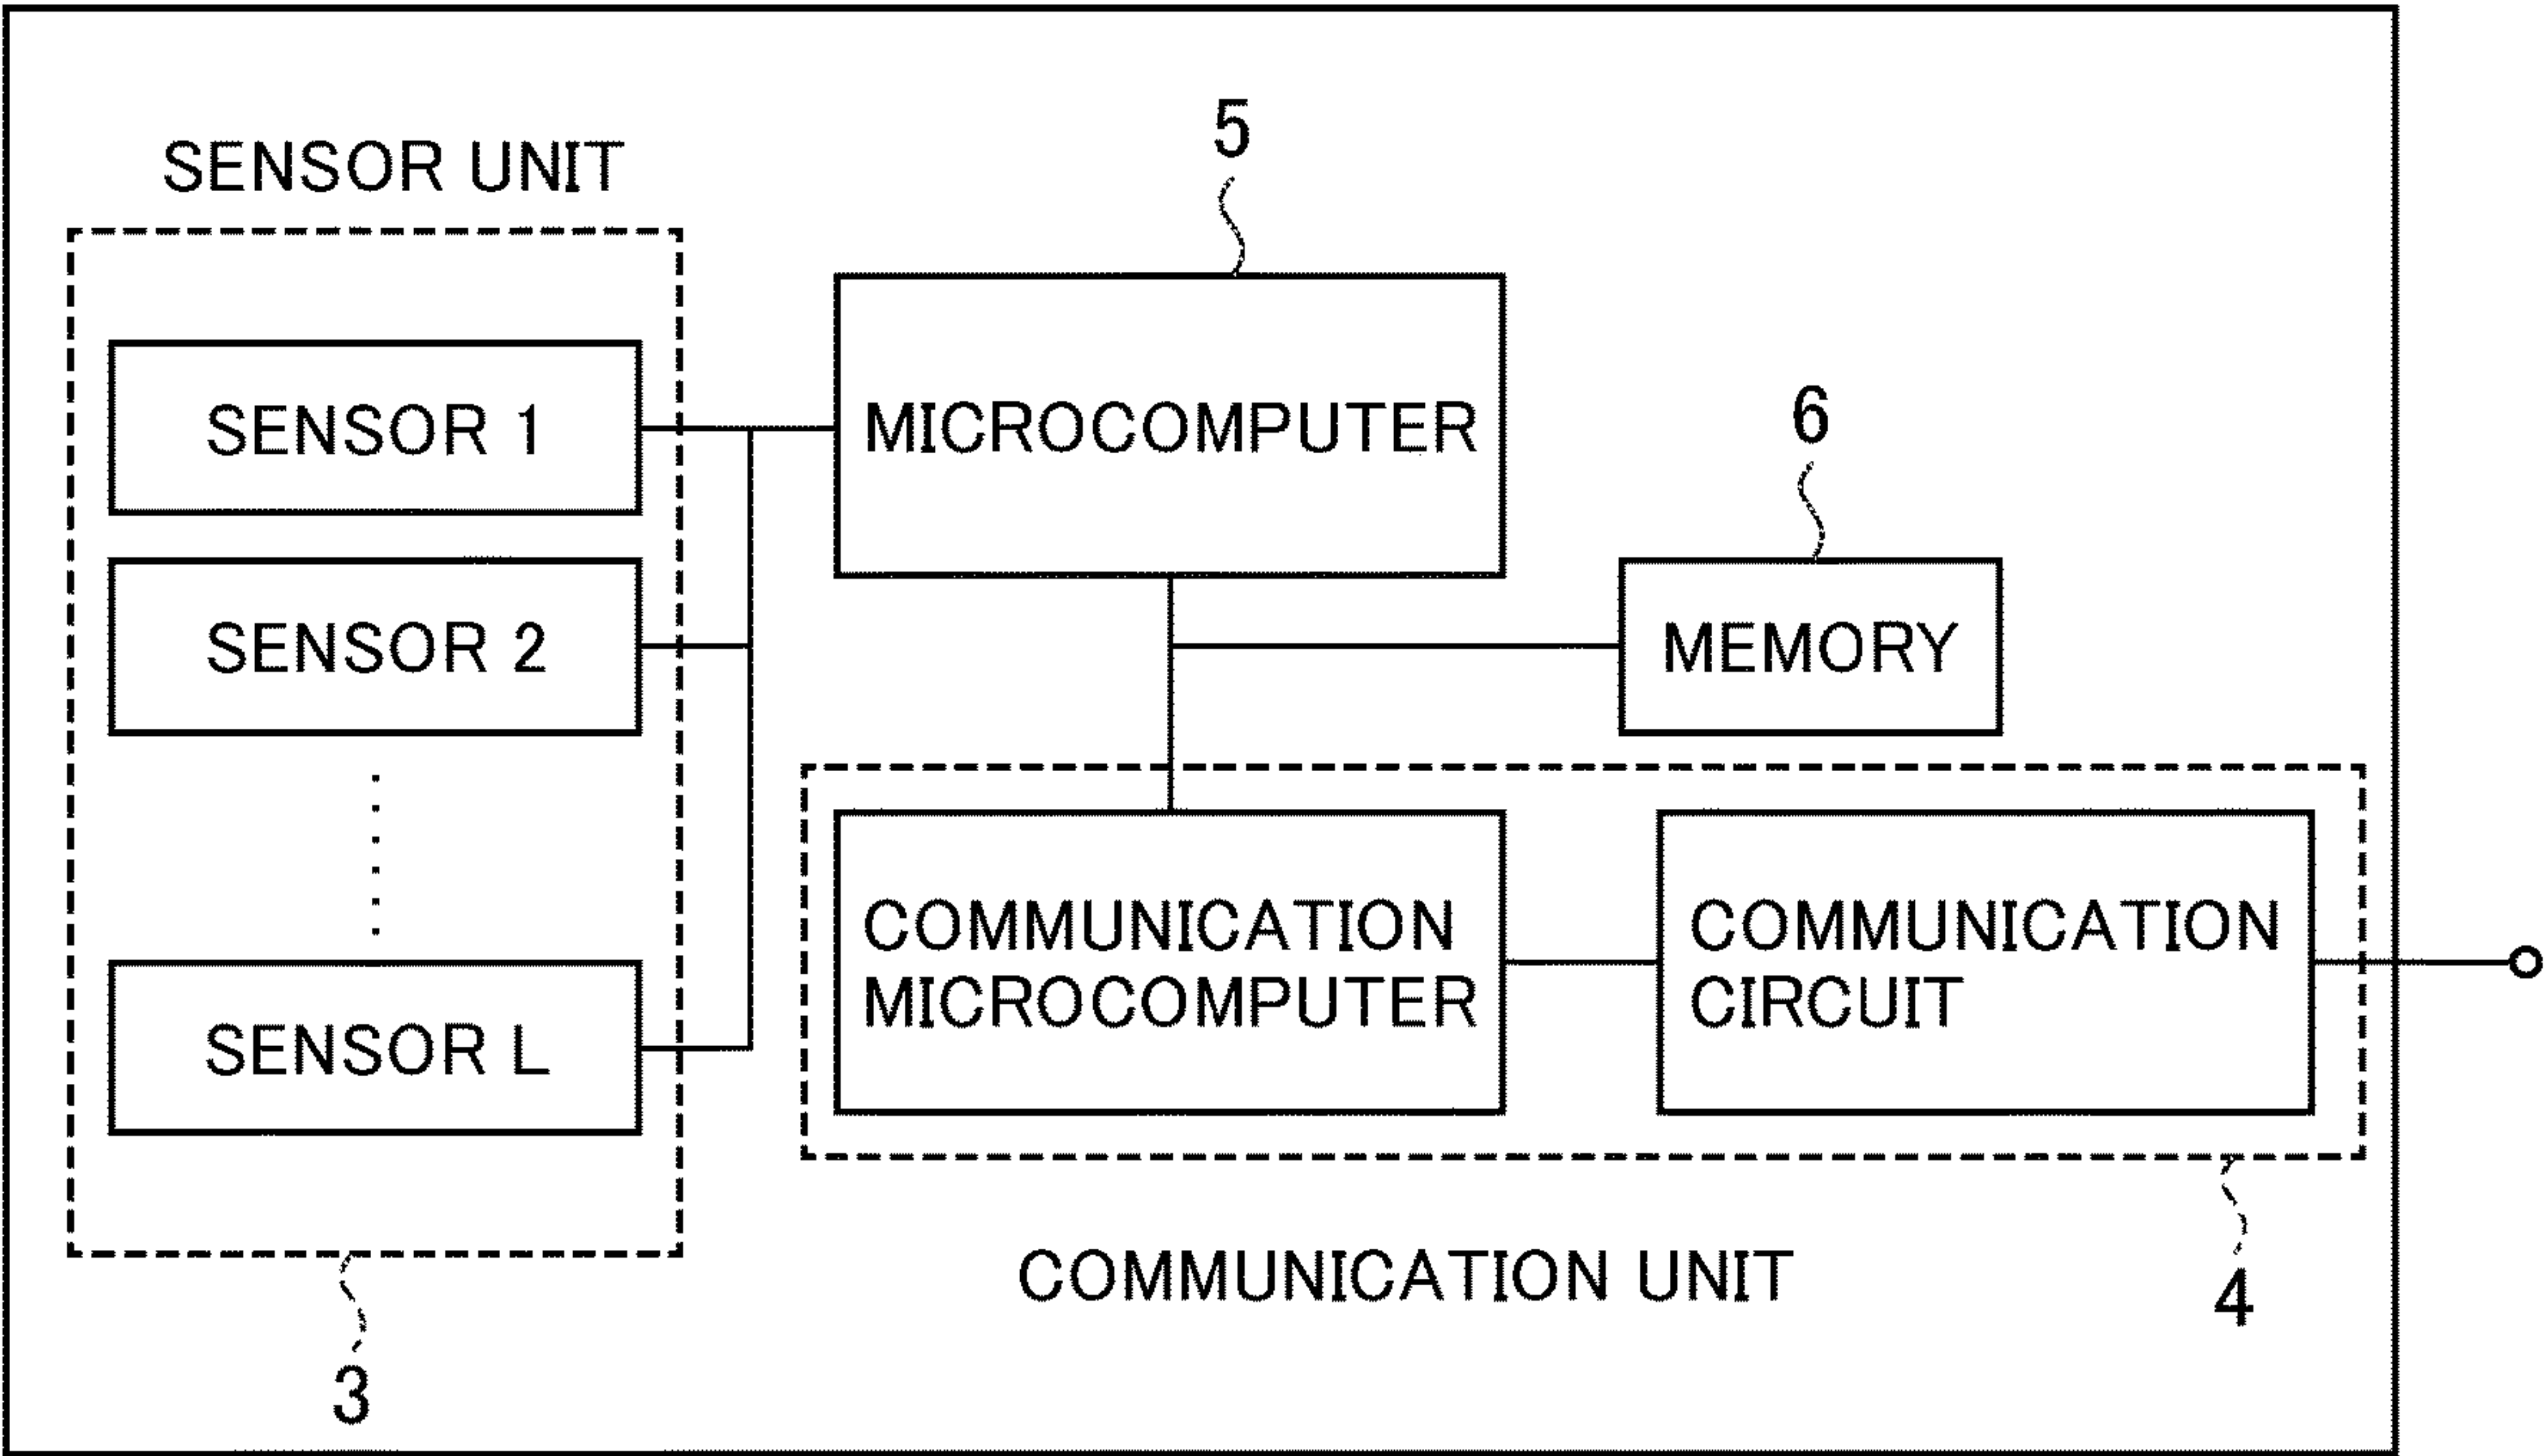 SENSOR UNIT
5
SENSOR 1
MICROCOMPUTER
6
SENSOR 2
MEMORY
COMMUNICATION
MICROCOMPUTER
COMMUNICATION
CIRCUIT
SENSOR L
COMMUNICATION UNIT
4
3